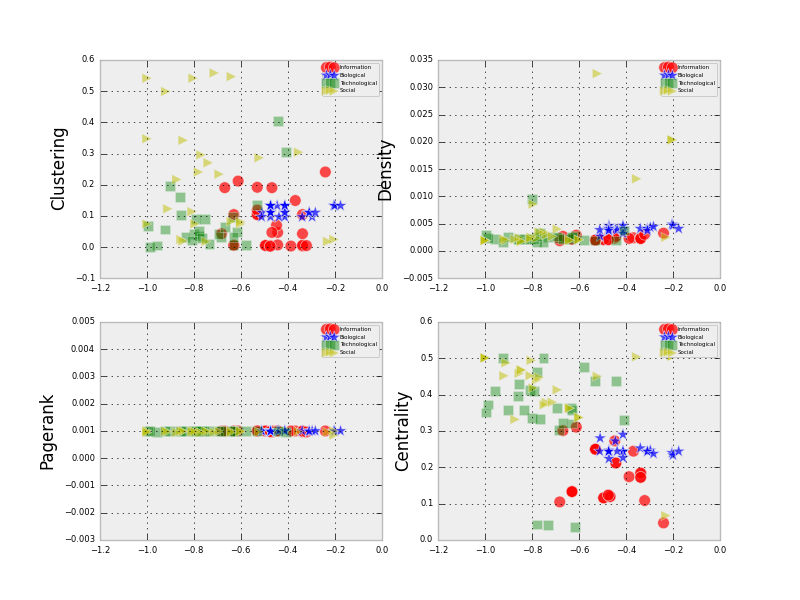 Clustering
0.6
0.5
0.4
0.3
0.2
0.1
0.0
−0.1
−1.2 −1.0 −0.8 −0.6 −0.4 −0.2 0.0
Information
Biological
Technological
Social
Density
0.035
0.030
0.025
0.020
0.015
0.010
0.005
0.000
−0.005
−1.2 −1.0 −0.8 −0.6 −0.4 −0.2 0.0
Information
Biological
Technological
Social
Pagerank
0.005
0.004
0.003
0.002
0.001
0.000
−0.001
−0.002
−0.003
−1.2 −1.0 −0.8 −0.6 −0.4 −0.2 0.0
Information
Biological
Technological
Social
Centrality
0.6
0.5
0.4
0.3
0.2
0.1
0.0
−1.2 −1.0 −0.8 −0.6 −0.4 −0.2 0.0
Information
Biological
Technological
Social